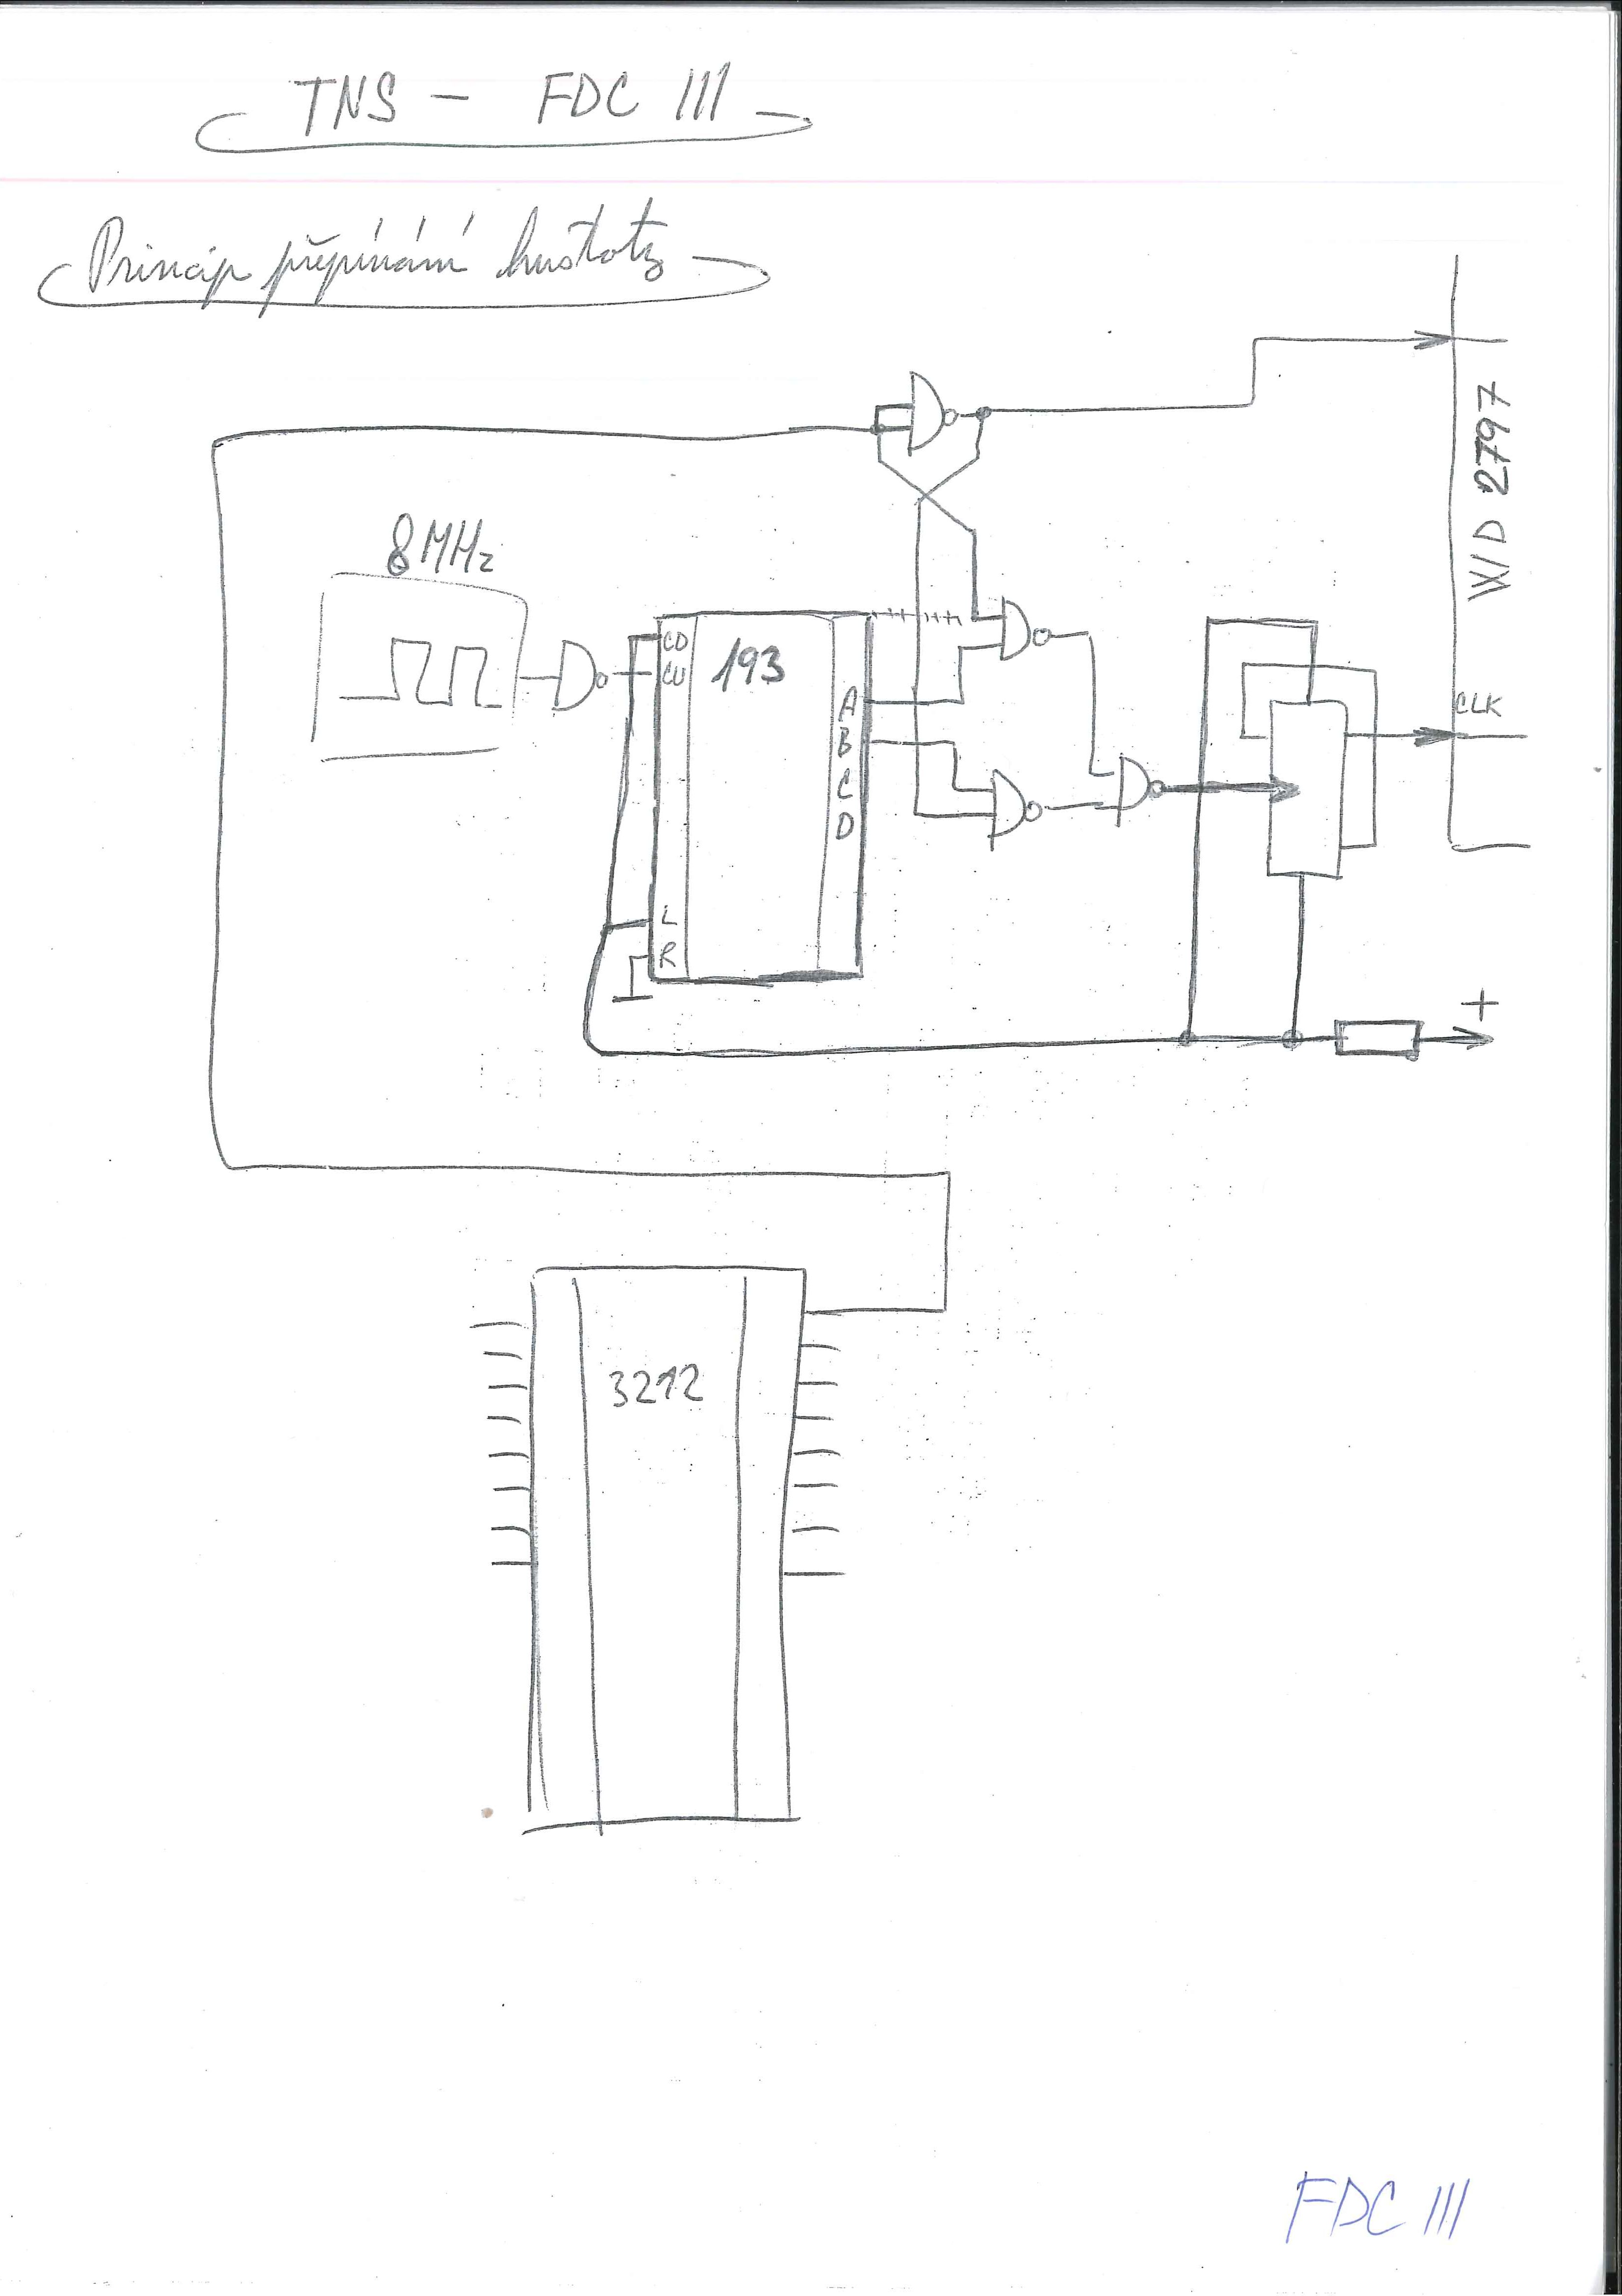 TNS - FDC III
Princip přepínání hustoty
WD 2797
8MHz
CD
CU
193
A
B
C
D
CLK
L
R
+
3212
FDC III